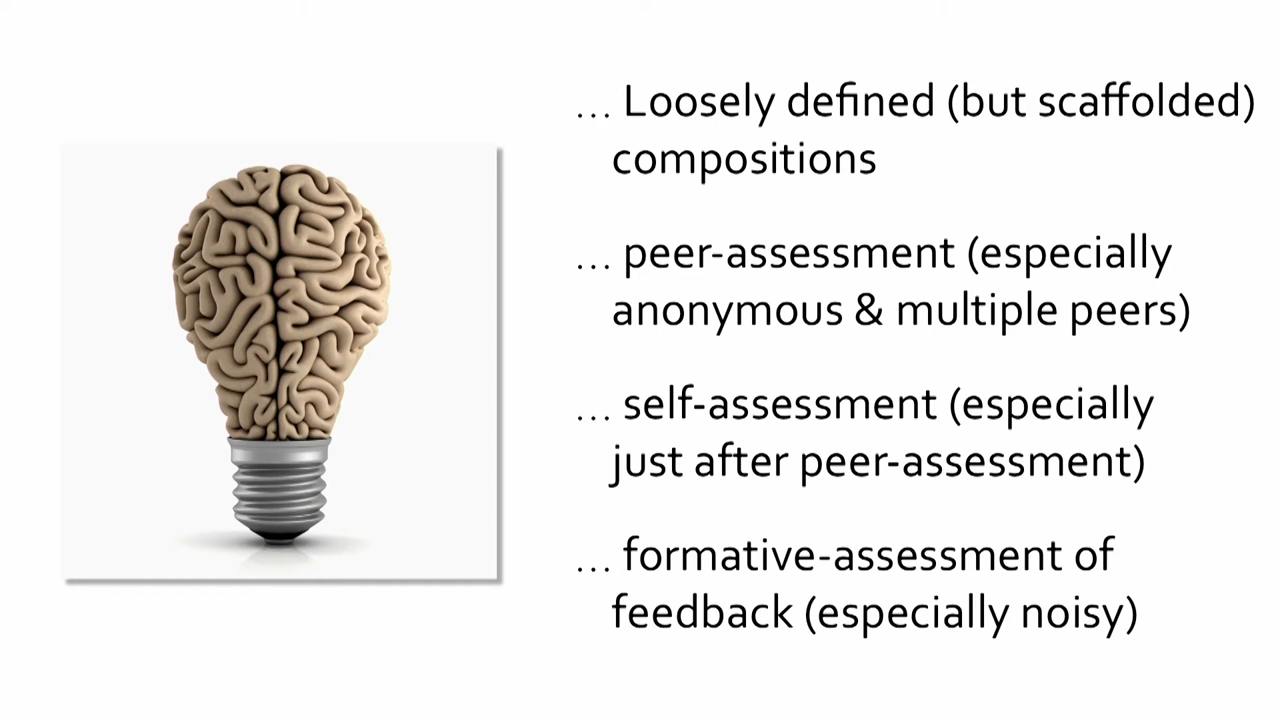 … Loosely defined (but scaffolded)
compositions
… peer-assessment (especially
anonymous & multiple peers)
… self-assessment (especially
just after peer-assessment)
… formative-assessment of
feedback (especially noisy)